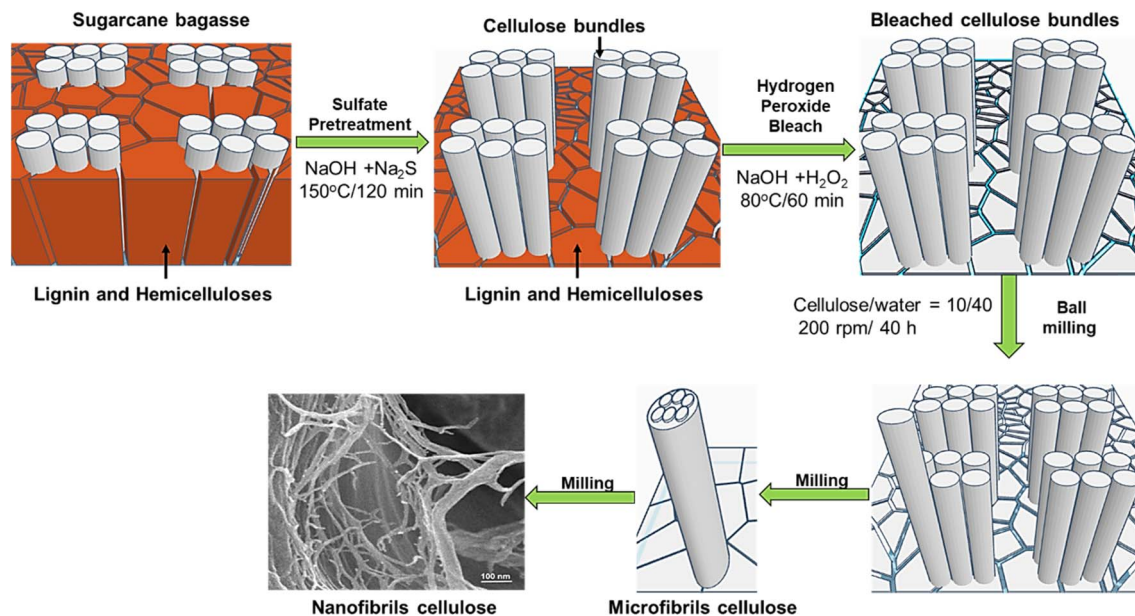 Sugarcane bagasse
Cellulose bundles
Bleached cellulose bundles
Sulfate
Pretreatment
NaOH +Na₂S
150ºC/120 min
Hydrogen
Peroxide
Bleach
NaOH +H₂O₂
80ºC/60 min
Lignin and Hemicelluloses
Lignin and Hemicelluloses
Cellulose/water = 10/40
200 rpm/ 40 h
Ball
milling
Milling
Milling
100 nm
Nanofibrils cellulose
Microfibrils cellulose